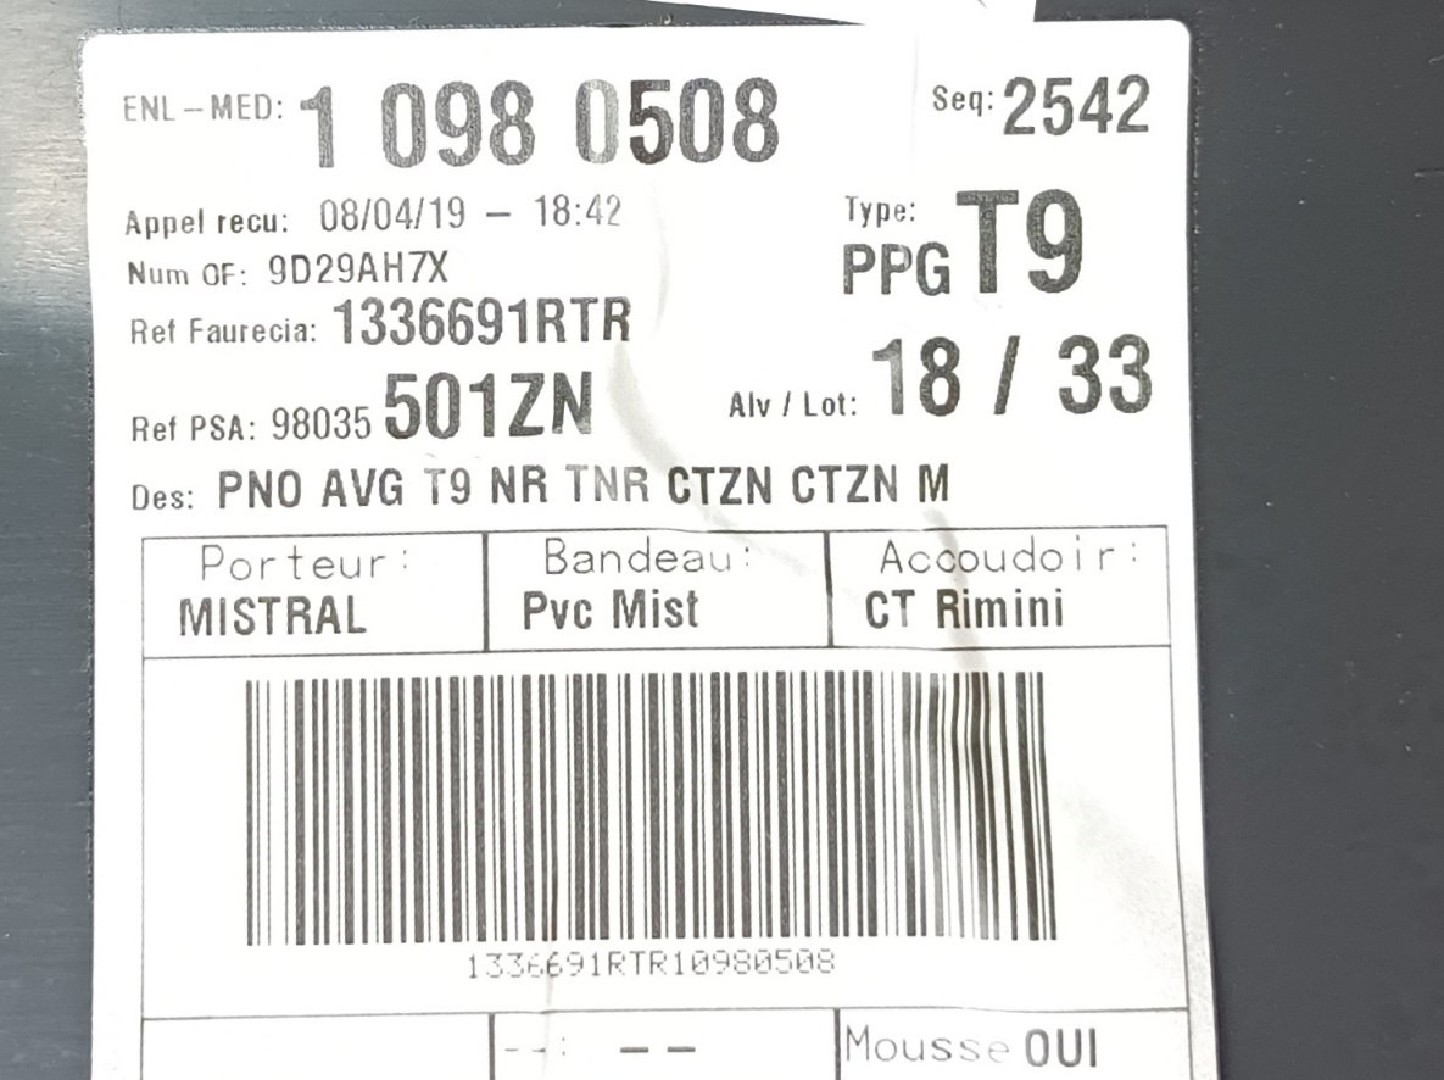 ENL-MED: 1 098 0508 Seq: 2542
Appel recu: 08/04/19 - 18:42 Type:
PPG T9
Num OF: 9D29AH7X
Ref Faurecia: 1336691RTR
Alv / Lot: 18 / 33
Ref PSA: 98035 501ZN
Des: PNO AVG T9 NR TNR CTZN CTZN M
Porteur: Bandeau: Accoudoir:
MISTRAL Pvc Mist CT Rimini
1336691RTR10980508
--: -- Mousse OUI